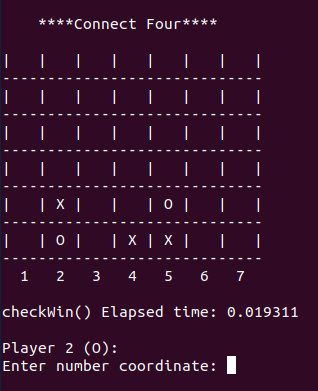 ****Connect Four****
|   |   |   |   |   |   |   |
-----------------------------
|   |   |   |   |   |   |   |
-----------------------------
|   |   |   |   |   |   |   |
-----------------------------
|   |   |   |   |   |   |   |
-----------------------------
|   | X |   |   | O |   |   |
-----------------------------
|   | O |   | X | X |   |   |
-----------------------------
1 2 3 4 5 6 7
checkWin() Elapsed time: 0.019311
Player 2 (O):
Enter number coordinate: